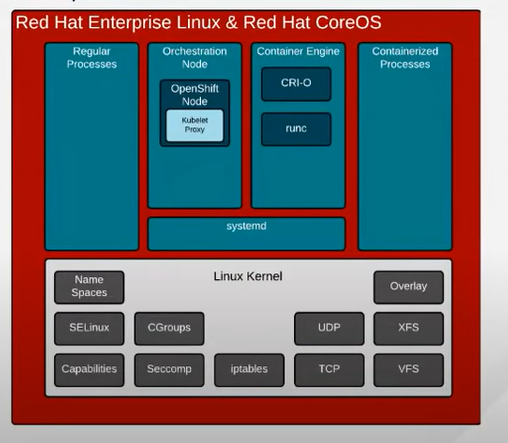 Red Hat Enterprise Linux & Red Hat CoreOS
Regular
Processes
Orchestration
Node
OpenShift
Node
Kubelet
Proxy
Container Engine
CRI-O
runc
Containerized
Processes
systemd
Linux Kernel
Name
Spaces
Overlay
SELinux
CGroups
UDP
XFS
Capabilities
Seccomp
iptables
TCP
VFS